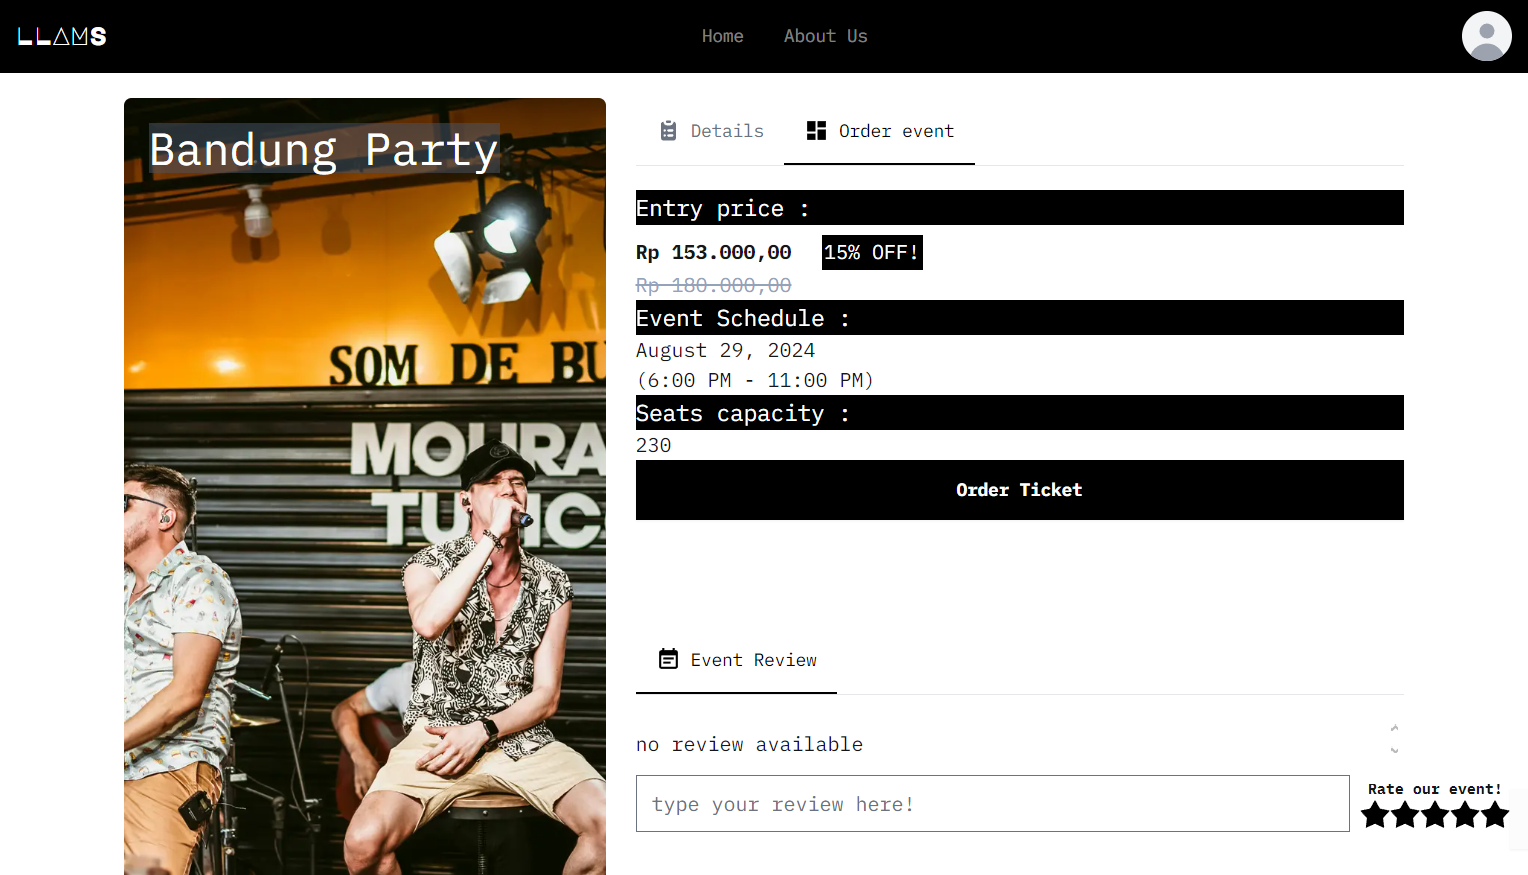 LLAMS
Home
About Us
Bandung Party
SOM DE BU
MOURA
TU IC
Details
Order event
Entry price :
Rp 153.000,00
15% OFF!
Rp 180.000,00
Event Schedule :
August 29, 2024
(6:00 PM - 11:00 PM)
Seats capacity :
230
Order Ticket
Event Review
no review available
type your review here!
Rate our event!